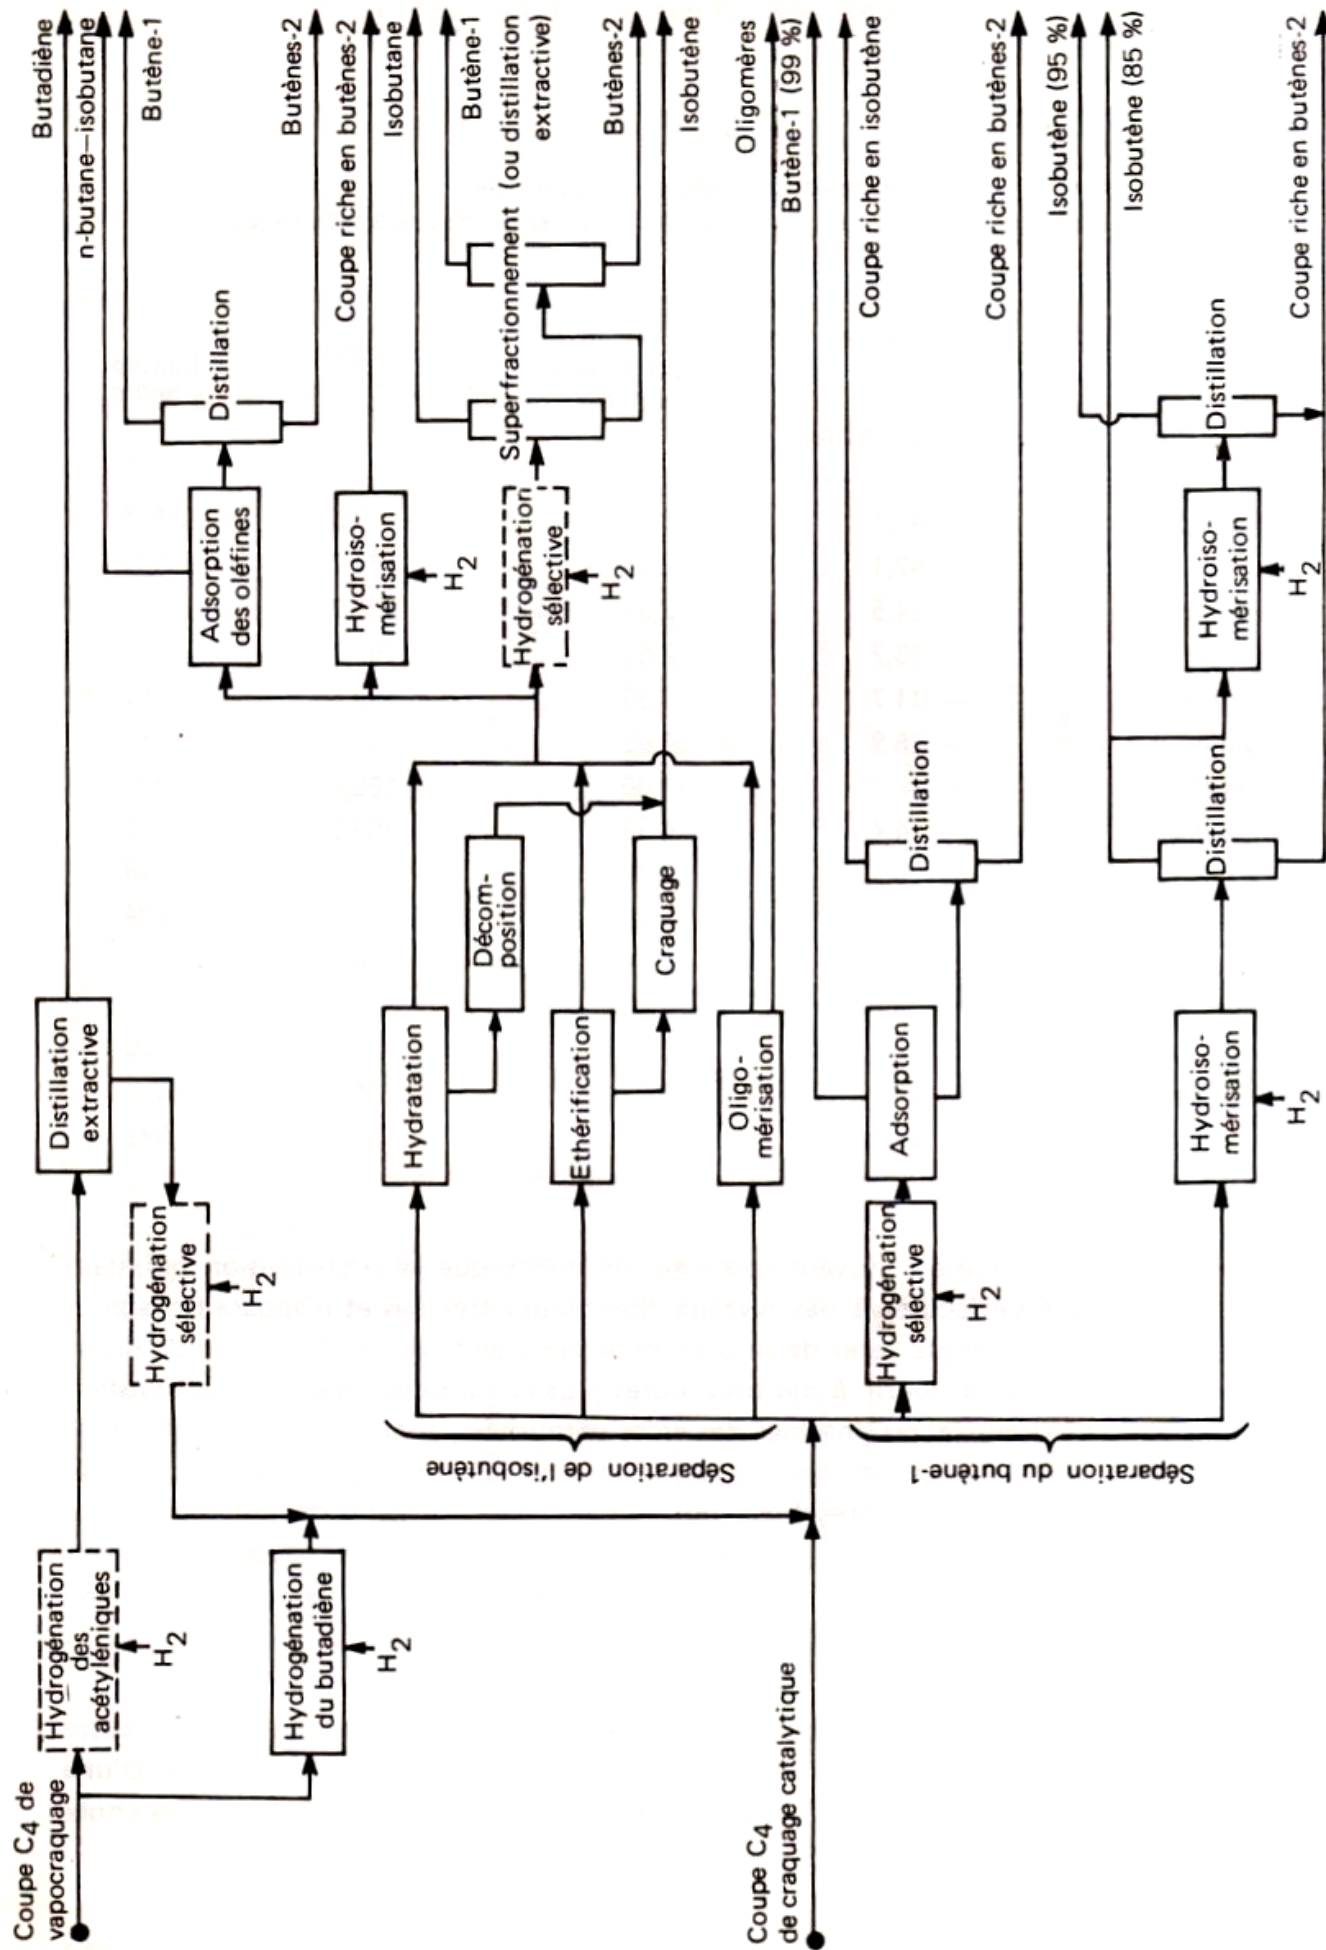 Coupe C4 de
vapocraquage
Hydrogénation
des
acétyléniques
H2
Hydrogénation
du butadiène
H2
Distillation
extractive
Hydrogénation
sélective
H2
Butadiène
n-butane—isobutane
Butène-1
Butènes-2
Coupe riche en butènes-2
Isobutane
Butène-1
Superfractionnement (ou distillation
extractive)
Butènes-2
Isobutène
Oligomères
Butène-1 (99 %)
Coupe riche en isobutène
Coupe riche en butènes-2
Isobutène (95 %)
Isobutène (85 %)
Coupe riche en butènes-2
Adsorption
des oléfines
Distillation
Hydroiso-
mérisation
H2
Hydrogénation
sélective
H2
Hydratation
Décom-
position
Ethérification
Craquage
Oligo-
mérisation
Séparation de l'isobutène
Coupe C4
de craquage catalytique
Séparation du butène-1
Hydrogénation
sélective
H2
Adsorption
Distillation
Hydroiso-
mérisation
H2
Distillation
Hydroiso-
mérisation
H2
Distillation